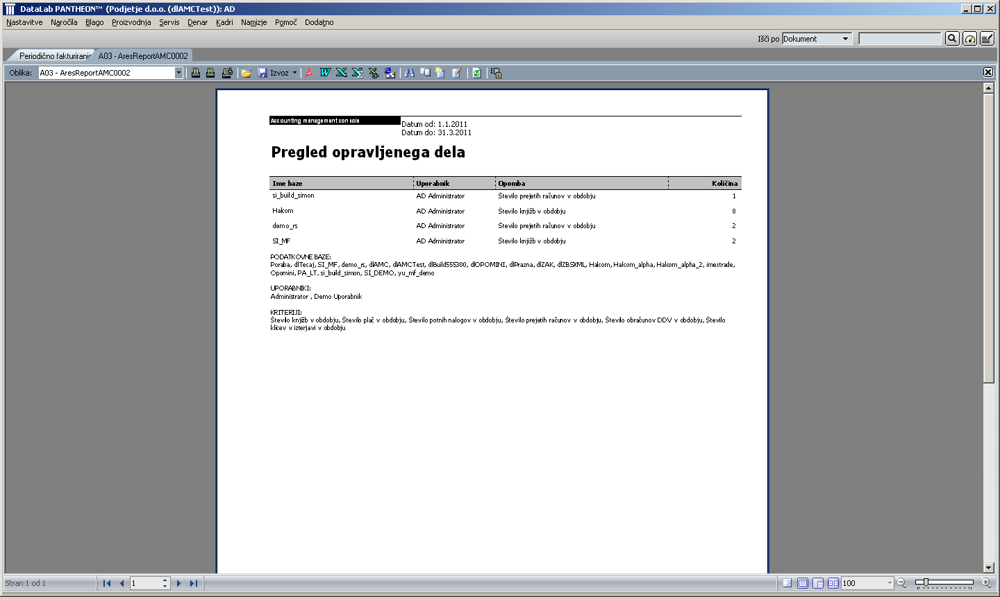 DataLab PANTHEON™ (Podjetje d.o.o. (dlAMCTest)): AD
Nastavitve Naročila Blago Proizvodnja Servis Denar Kadri Namizje Pomoč Dodatno
Išči po Dokument
Periodično fakturiranje A03 - AresReportAMC0002
Oblika: A03 - AresReportAMC0002 Izvoz
Accounting management console
Datum od: 1.1.2011
Datum do: 31.3.2011
Pregled opravljenega dela
Ime baze Uporabnik Opomba Količina
si_build_simon AD Administrator Število prejetih računov v obdobju 1
Halcom AD Administrator Število knjižb v obdobju 8
demo_rs AD Administrator Število prejetih računov v obdobju 2
SI_MF AD Administrator Število knjižb v obdobju 2
PODATKOVNE BAZE:
Poraba, dlTecaj, SI_MF, demo_rs, dlAMC, dlAMCTest, dlBuild555300, dlOPOMINI, dlPrazna, dlZAK, dlZBSXML, Halcom, Halcom_alpha, Halcom_alpha_2, imextrade,
Opomini, PA_LT, si_build_simon, SI_DEMO, yu_mf_demo
UPORABNIKI:
Administrator , Demo Uporabnik
KRITERIJI:
Število knjižb v obdobju, Število plač v obdobju, Število potnih nalogov v obdobju, Število prejetih računov v obdobju, Število obračunov DDV v obdobju, Število
klicev v izterjavi v obdobju
Stran 1 od 1 1 100